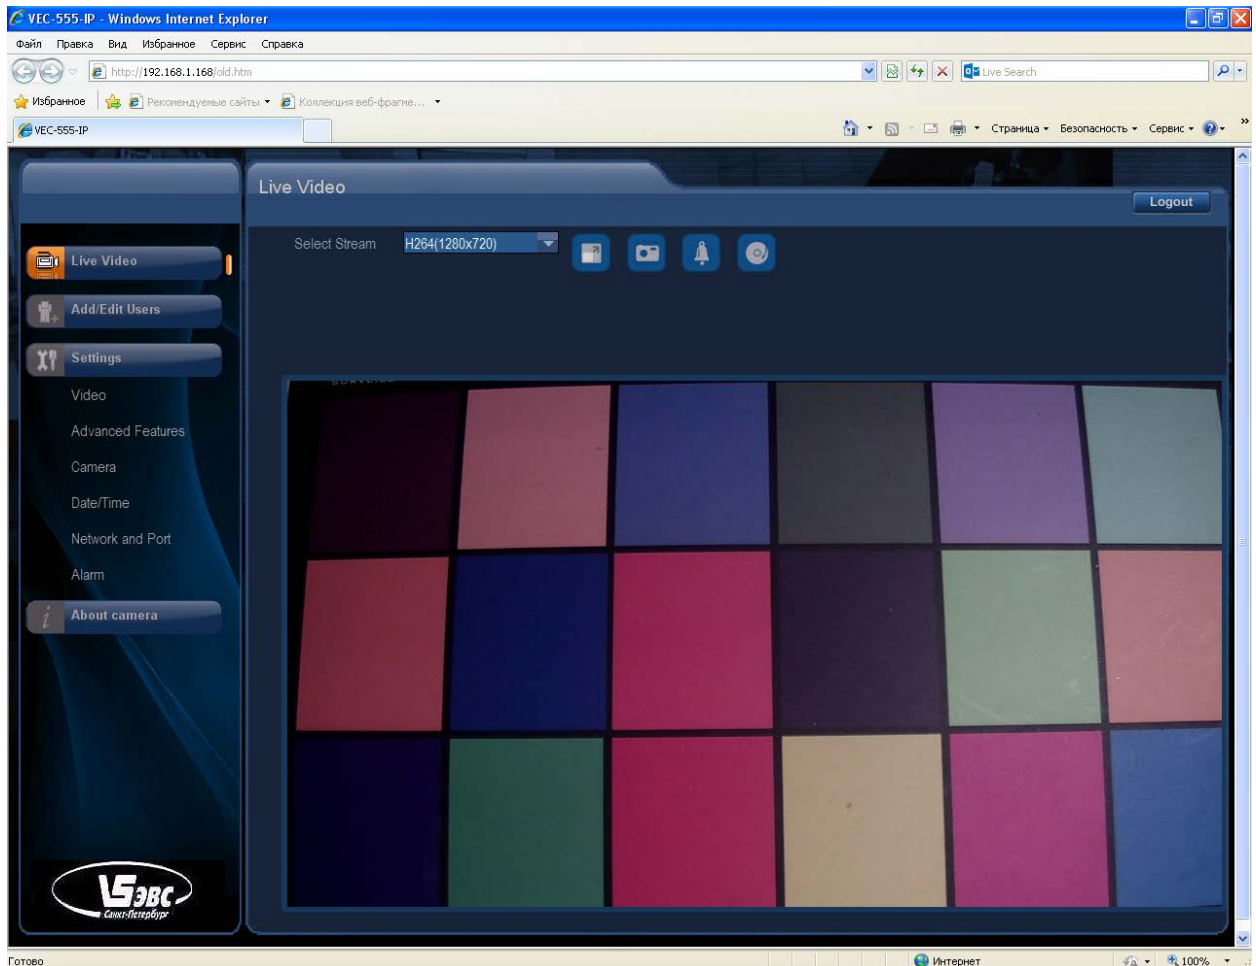 VEC-555-IP - Windows Internet Explorer
Файл Правка Вид Избранное Сервис Справка
http://192.168.1.168/old.htm
Live Search
Избранное
Рекомендуемые сайты
Коллекция веб-фрагме...
VEC-555-IP
Страница Безопасность Сервис
Live Video
Logout
Select Stream H264(1280x720)
Live Video
Add/Edit Users
Settings
Video
Advanced Features
Camera
Date/Time
Network and Port
Alarm
About camera
ЭВС
Санкт-Петербург
Готово
Интернет
100%